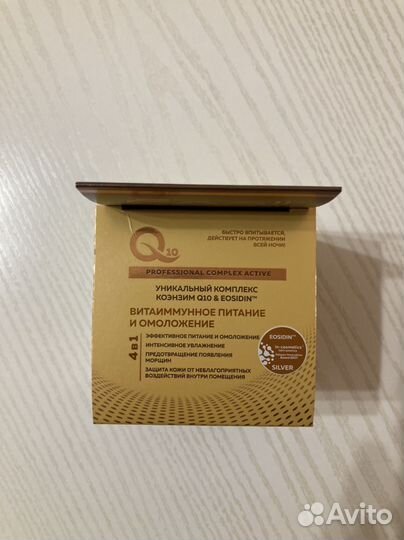 Q10
БЫСТРО ВПИТЫВАЕТСЯ,
ДЕЙСТВУЕТ НА ПРОТЯЖЕНИИ
ВСЕЙ НОЧИ!
PROFESSIONAL COMPLEX ACTIVE
УНИКАЛЬНЫЙ КОМПЛЕКС
КОЭНЗИМ Q10 & EOSIDIN™
ВИТАИММУННОЕ ПИТАНИЕ
И ОМОЛОЖЕНИЕ
4 в 1
ЭФФЕКТИВНОЕ ПИТАНИЕ И ОМОЛОЖЕНИЕ
ИНТЕНСИВНОЕ УВЛАЖНЕНИЕ
ПРЕДОТВРАЩЕНИЕ ПОЯВЛЕНИЯ
МОРЩИН
ЗАЩИТА КОЖИ ОТ НЕБЛАГОПРИЯТНЫХ
ВОЗДЕЙСТВИЙ ВНУТРИ ПОМЕЩЕНИЯ
EOSIDIN™
in-cosmetics
SILVER
Avito